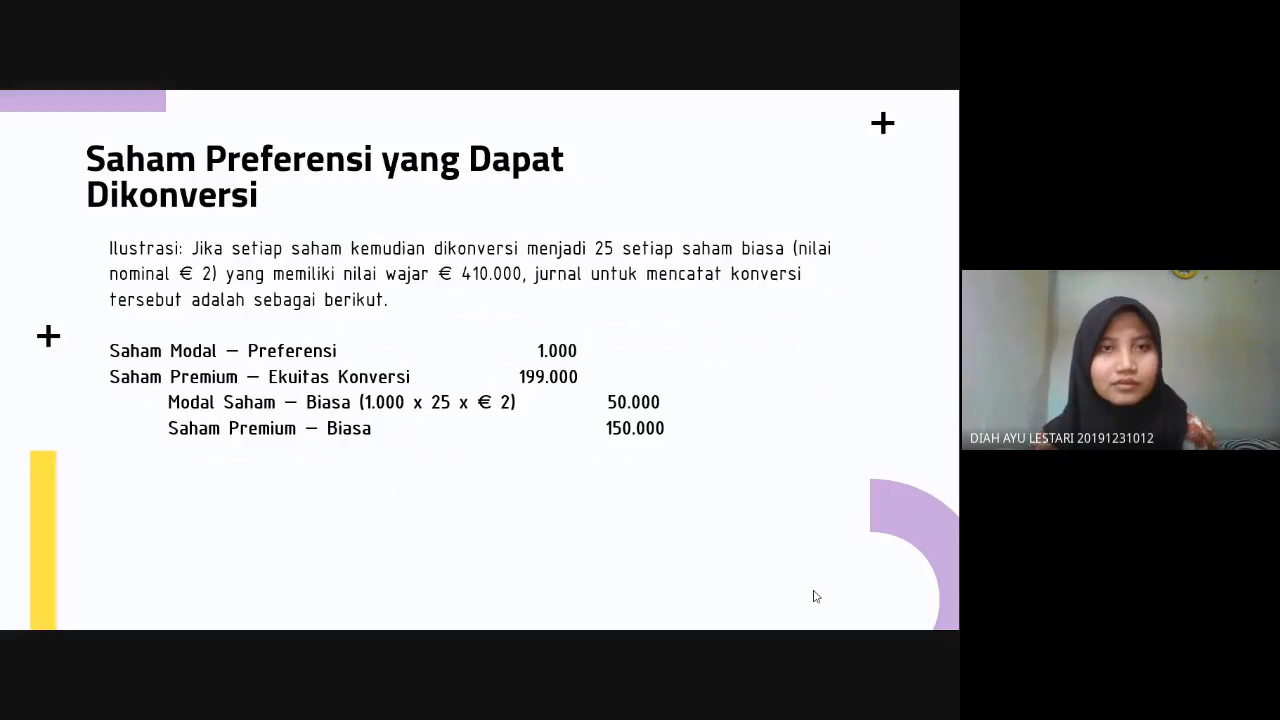 Saham Preferensi yang Dapat
Dikonversi
Ilustrasi: Jika setiap saham kemudian dikonversi menjadi 25 setiap saham biasa (nilai
nominal € 2) yang memiliki nilai wajar € 410.000, jurnal untuk mencatat konversi
tersebut adalah sebagai berikut.
Saham Modal – Preferensi 1.000
Saham Premium – Ekuitas Konversi 199.000
Modal Saham – Biasa (1.000 x 25 x € 2) 50.000
Saham Premium – Biasa 150.000
DIAH AYU LESTARI 20191231012